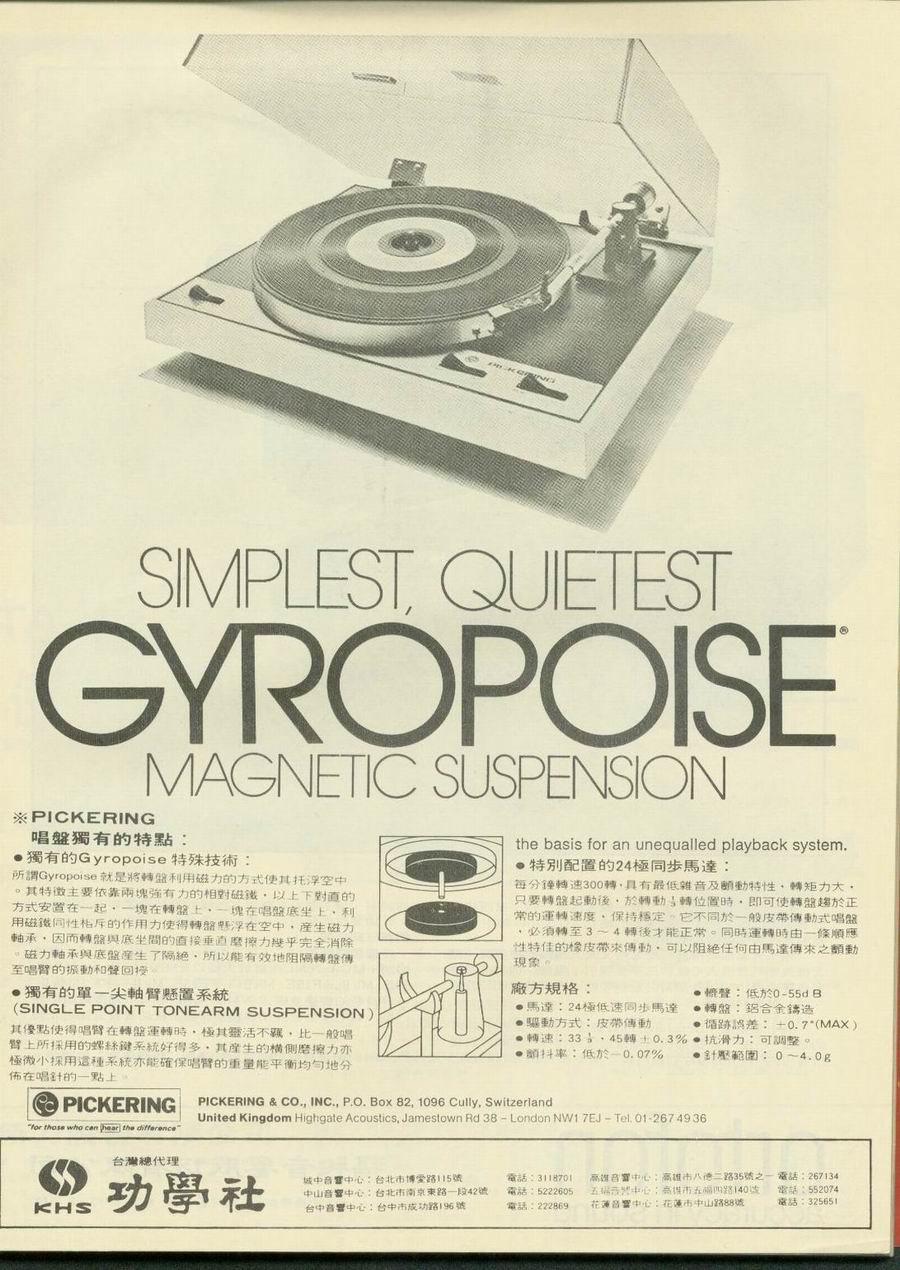 PICKERING
SIMPLEST, QUIETEST
GYROPOISE®
MAGNETIC SUSPENSION
※PICKERING
唱盤獨有的特點：
●獨有的Gyropoise 特殊技術：
所謂Gyropoise 就是將轉盤利用磁力的方式使其托浮空中
。其特徵主要依靠兩塊強有力的相對磁鐵，以上下對直的
方式安置在一起，一塊在轉盤上，一塊在唱盤底坐上，利
用磁鐵同性格斥的作用力使得轉盤懸浮在空中，產生磁力
軸承，因而轉盤與底坐間的直接垂直磨擦力幾乎完全消除
。磁力軸承與底盤産生了隔絶，所以能有效地阻隔轉盤傳
至唱臂的振動和聲回授。
●獨有的單一尖軸臂懸置系統
(SINGLE POINT TONEARM SUSPENSION)
其優點使得唱臂在轉盤運轉時，極其靈活不羈，比一般唱
臂上所採用的螺絲鍵系統好得多，其産生的橫側磨擦力亦
極微小採用這種系統亦能確保唱臂的重量能平衡均勻地分
佈在唱針的一點上。
the basis for an unequalled playback system.
●特別配置的24極同步馬達：
每分鐘轉速300轉，具有最低雜音及顫動特性，轉矩力大，
只要轉盤起動後，於轉動 轉位置時，即可使轉盤趨於正
常的運轉速度，保持穩定。它不同於一般皮帶傳動式唱盤
，必須轉至 3 ～ 4 轉後才能正常。同時運轉時由一條順應
性特佳的橡皮帶來傳動，可以阻絶任何由馬達傳來之顫動
現象。
廠方規格：
●馬達：24極低速同步馬達
●驅動方式：皮帶傳動
●轉速：33⅓，45轉±0.3%
●顫抖率：低於－0.07%
●轆聲：低於0-55dB
●轉盤：鋁合金鑄造
●循跡誤差：±0.7°(MAX)
●抗滑力：可調整。
●針壓範圍：0～4.0g
PICKERING
"for those who can hear the difference"
PICKERING & CO., INC., P.O. Box 82, 1096 Cully, Switzerland
United Kingdom Highgate Acoustics, Jamestown Rd 38 – London NW1 7EJ – Tel. 01-267 49 36
KHS
台灣總代理
功學社
城中音響中心：台北市博愛路115號 電話：3118701
中山音響中心：台北市南京東路一段42號 電話：5222605
台中音響中心：台中市成功路196號 電話：222869
高雄音響中心：高雄市八德二路35號之一 電話：267134
五福音響中心：高雄市五福四路140號 電話：552074
花蓮音響中心：花蓮市中山路88號 電話：325651